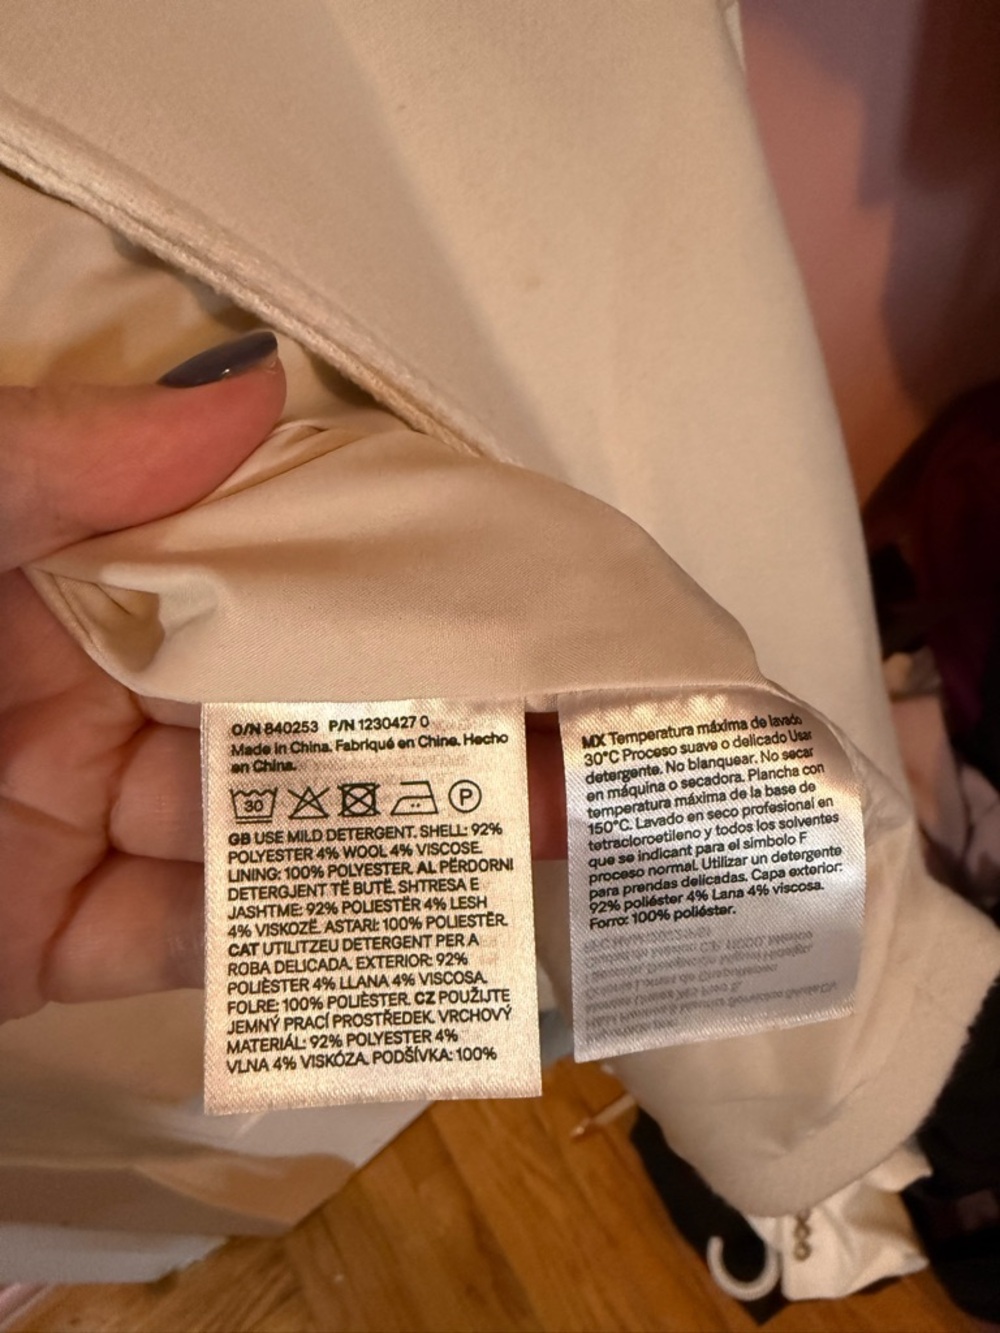 O/N 840253 P/N 1230427 0
Made in China. Fabriqué en Chine. Hecho
en China.
30
P
GB USE MILD DETERGENT. SHELL: 92%
POLYESTER 4% WOOL 4% VISCOSE.
LINING: 100% POLYESTER. AL PËRDORNI
DETERGJENT TË BUTË. SHTRESA E
JASHTME: 92% POLIESTËR 4% LESH
4% VISKOZË. ASTARI: 100% POLIESTËR.
CAT UTILITZEU DETERGENT PER A
ROBA DELICADA. EXTERIOR: 92%
POLIÈSTER 4% LLANA 4% VISCOSA.
FOLRE: 100% POLIÈSTER. CZ POUŽIJTE
JEMNÝ PRACÍ PROSTŘEDEK. VRCHOVÝ
MATERIÁL: 92% POLYESTER 4%
VLNA 4% VISKÓZA. PODŠÍVKA: 100%
MX Temperatura máxima de lavado
30°C Proceso suave o delicado Usar
detergente. No blanquear. No secar
en máquina o secadora. Plancha con
temperatura máxima de la base de
150°C. Lavado en seco profesional en
tetracloroetileno y todos los solventes
que se indicant para el símbolo F
proceso normal. Utilizar un detergente
para prendas delicadas. Capa exterior:
92% poliéster 4% Lana 4% viscosa.
Forro: 100% poliéster.